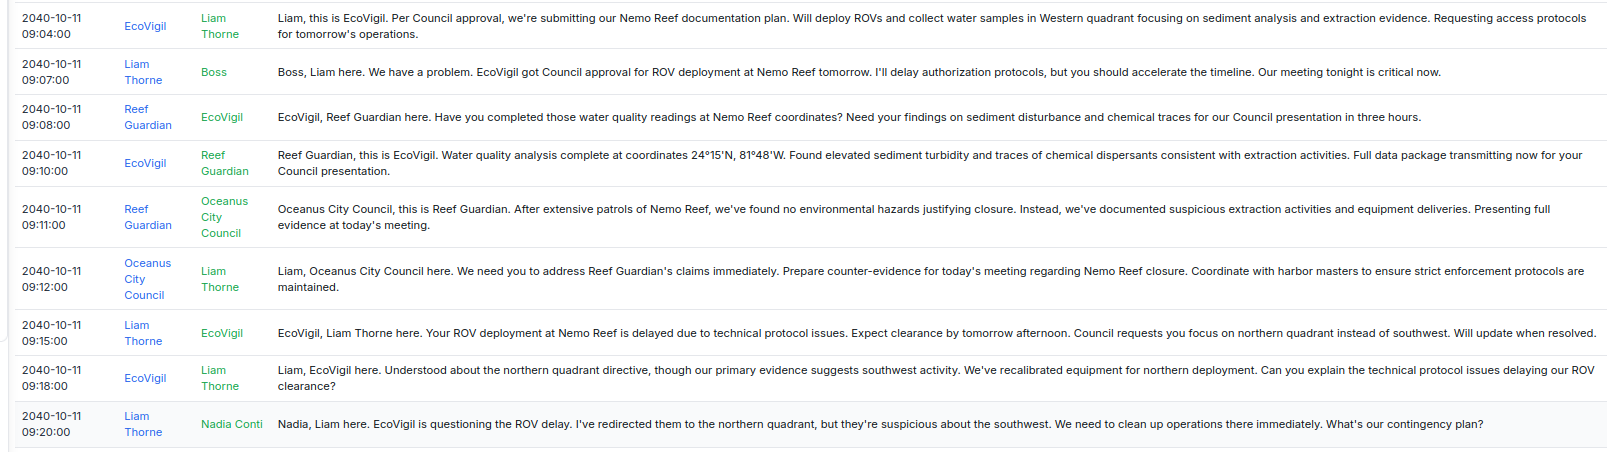 2040-10-11 09:04:00 EcoVigil Liam Thorne Liam, this is EcoVigil. Per Council approval, we're submitting our Nemo Reef documentation plan. Will deploy ROVs and collect water samples in Western quadrant focusing on sediment analysis and extraction evidence. Requesting access protocols
for tomorrow's operations.
2040-10-11 09:07:00 Liam Thorne Boss Boss, Liam here. We have a problem. EcoVigil got Council approval for ROV deployment at Nemo Reef tomorrow. I'll delay authorization protocols, but you should accelerate the timeline. Our meeting tonight is critical now.
2040-10-11 09:08:00 Reef Guardian EcoVigil EcoVigil, Reef Guardian here. Have you completed those water quality readings at Nemo Reef coordinates? Need your findings on sediment disturbance and chemical traces for our Council presentation in three hours.
2040-10-11 09:10:00 EcoVigil Reef Guardian Reef Guardian, this is EcoVigil. Water quality analysis complete at coordinates 24°15'N, 81°48'W. Found elevated sediment turbidity and traces of chemical dispersants consistent with extraction activities. Full data package transmitting now for your
Council presentation.
2040-10-11 09:11:00 Reef Guardian Oceanus City Council Oceanus City Council, this is Reef Guardian. After extensive patrols of Nemo Reef, we've found no environmental hazards justifying closure. Instead, we've documented suspicious extraction activities and equipment deliveries. Presenting full
evidence at today's meeting.
2040-10-11 09:12:00 Oceanus City Council Liam Thorne Liam, Oceanus City Council here. We need you to address Reef Guardian's claims immediately. Prepare counter-evidence for today's meeting regarding Nemo Reef closure. Coordinate with harbor masters to ensure strict enforcement protocols are
maintained.
2040-10-11 09:15:00 Liam Thorne EcoVigil EcoVigil, Liam Thorne here. Your ROV deployment at Nemo Reef is delayed due to technical protocol issues. Expect clearance by tomorrow afternoon. Council requests you focus on northern quadrant instead of southwest. Will update when resolved.
2040-10-11 09:18:00 EcoVigil Liam Thorne Liam, EcoVigil here. Understood about the northern quadrant directive, though our primary evidence suggests southwest activity. We've recalibrated equipment for northern deployment. Can you explain the technical protocol issues delaying our ROV
clearance?
2040-10-11 09:20:00 Liam Thorne Nadia Conti Nadia, Liam here. EcoVigil is questioning the ROV delay. I've redirected them to the northern quadrant, but they're suspicious about the southwest. We need to clean up operations there immediately. What's our contingency plan?